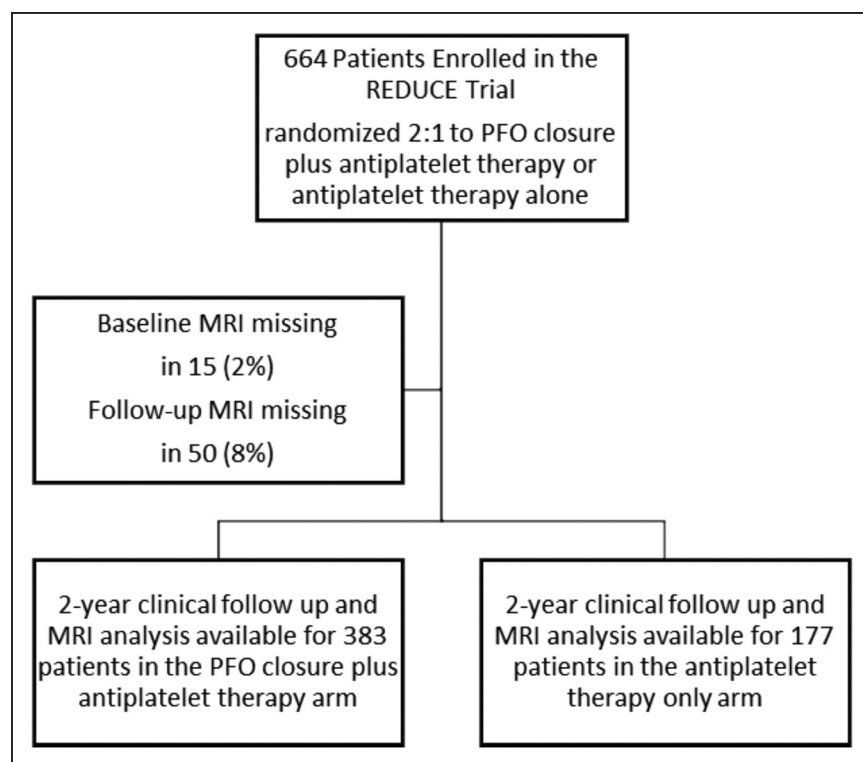 664 Patients Enrolled in the
REDUCE Trial
randomized 2:1 to PFO closure
plus antiplatelet therapy or
antiplatelet therapy alone
Baseline MRI missing
in 15 (2%)
Follow-up MRI missing
in 50 (8%)
2-year clinical follow up and
MRI analysis available for 383
patients in the PFO closure plus
antiplatelet therapy arm
2-year clinical follow up and
MRI analysis available for 177
patients in the antiplatelet
therapy only arm